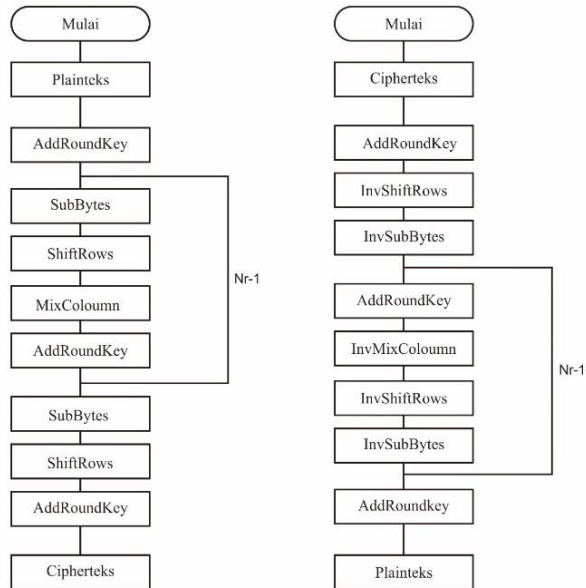 Mulai
Plainteks
AddRoundKey
SubBytes
ShiftRows
MixColoumn
AddRoundKey
Nr-1
SubBytes
ShiftRows
AddRoundKey
Cipherteks
Mulai
Cipherteks
AddRoundKey
InvShiftRows
InvSubBytes
AddRoundKey
InvMixColoumn
InvShiftRows
InvSubBytes
Nr-1
AddRoundkey
Plainteks